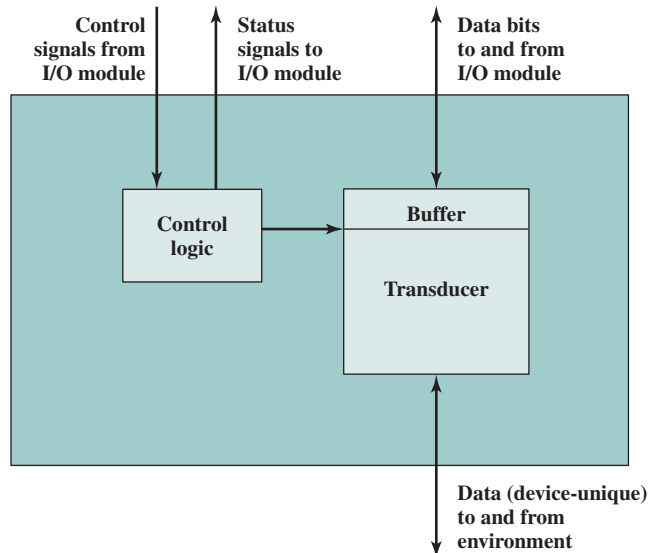 Control
signals from
I/O module
Status
signals to
I/O module
Data bits
to and from
I/O module
Control
logic
Buffer
Transducer
Data (device-unique)
to and from
environment